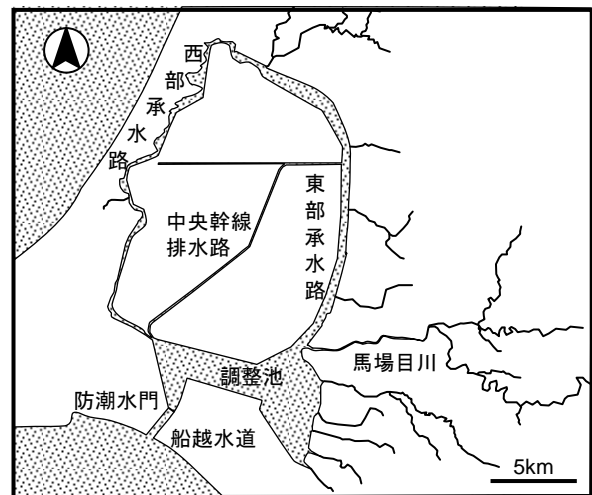 西部承水路
東部承水路
中央幹線
排水路
馬場目川
調整池
防潮水門
船越水道
5km